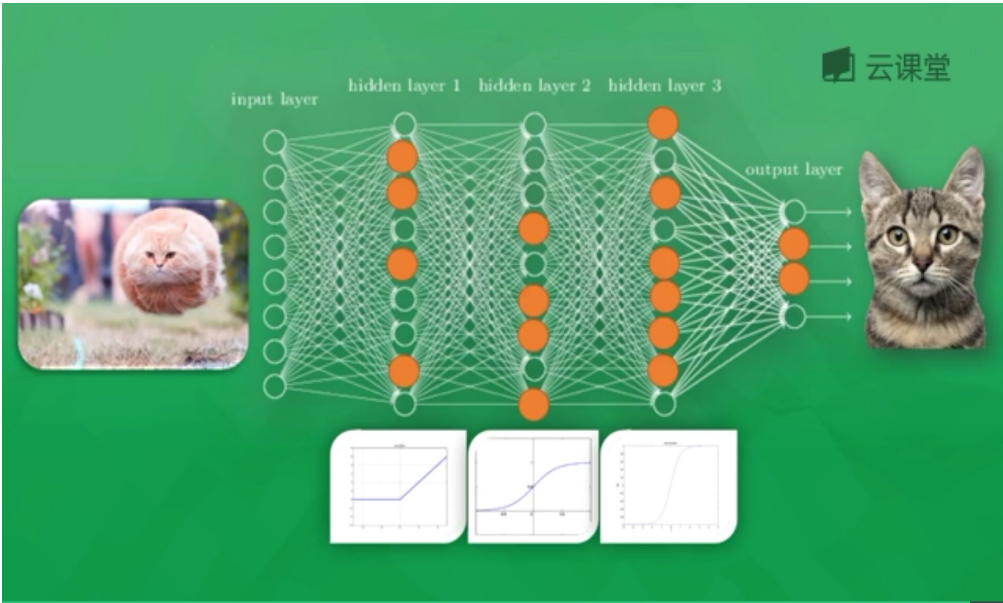 云课堂
input layer
hidden layer 1
hidden layer 2
hidden layer 3
output layer